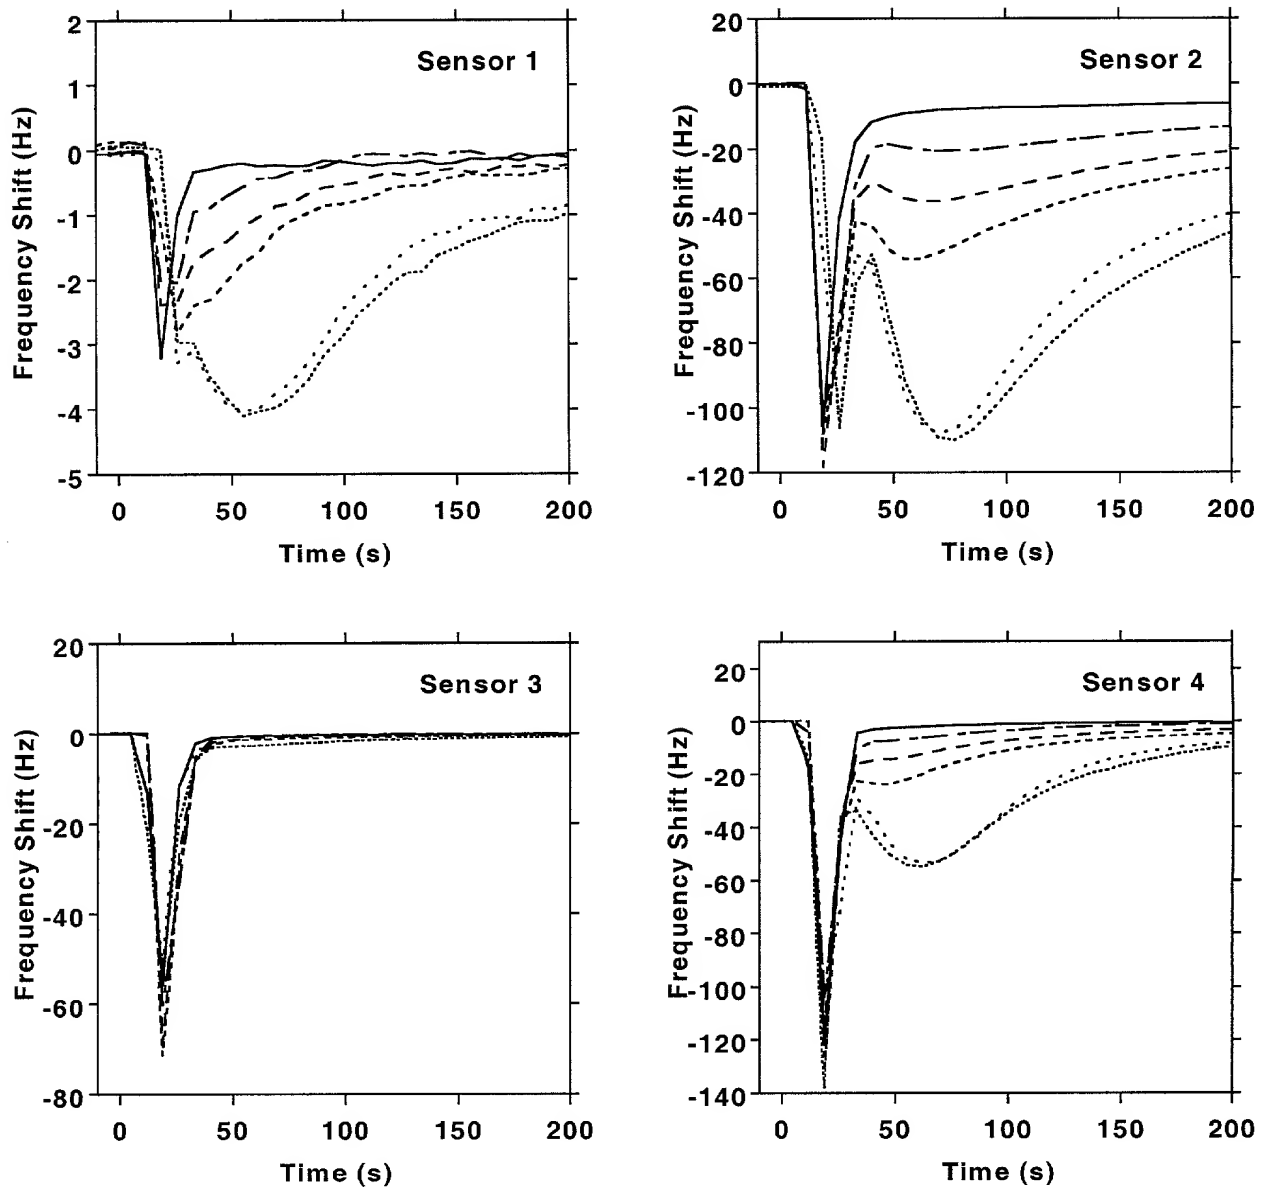 Sensor 1
Frequency Shift (Hz)
2
1
0
-1
-2
-3
-4
-5
0 50 100 150 200
Time (s)
Sensor 2
Frequency Shift (Hz)
20
0
-20
-40
-60
-80
-100
-120
0 50 100 150 200
Time (s)
Sensor 3
Frequency Shift (Hz)
20
0
-20
-40
-60
-80
0 50 100 150 200
Time (s)
Sensor 4
Frequency Shift (Hz)
20
0
-20
-40
-60
-80
-100
-120
-140
0 50 100 150 200
Time (s)